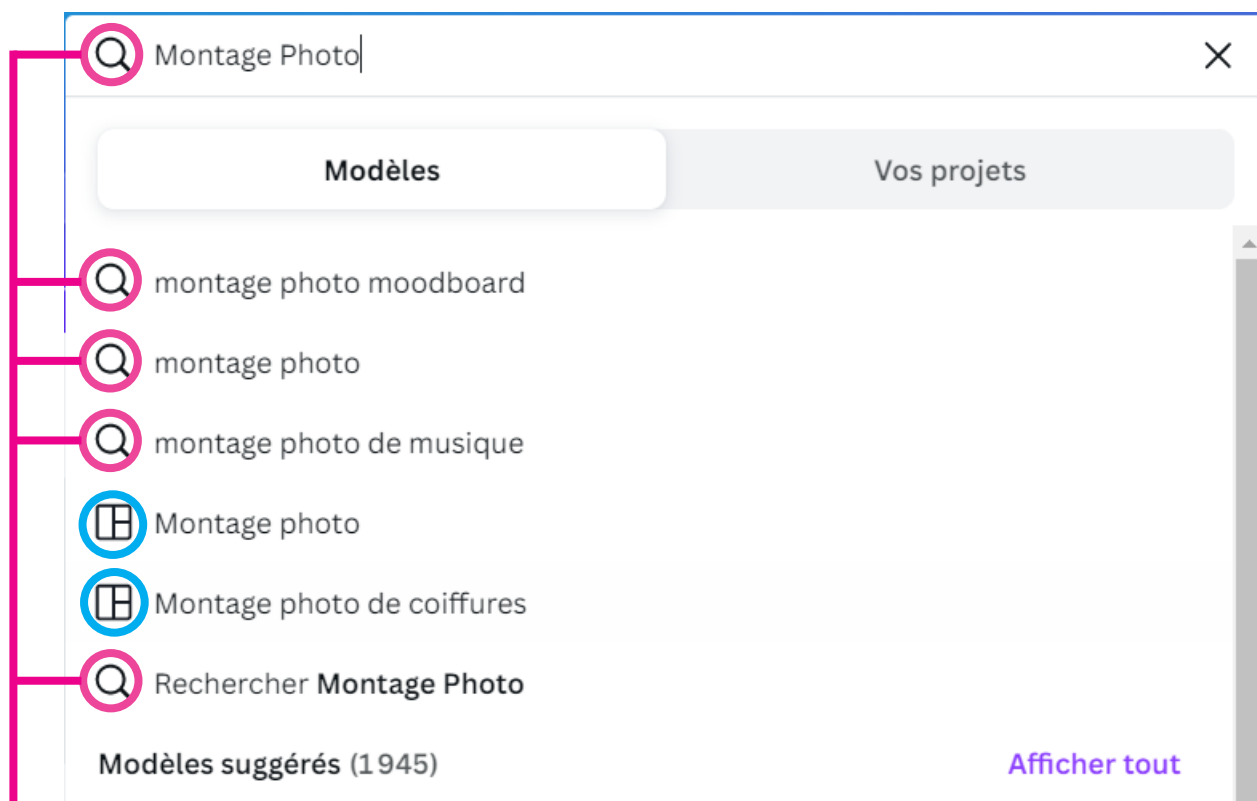 Montage Photo
Modèles
Vos projets
montage photo moodboard
montage photo
montage photo de musique
Montage photo
Montage photo de coiffures
Rechercher Montage Photo
Modèles suggérés (1945)
Afficher tout